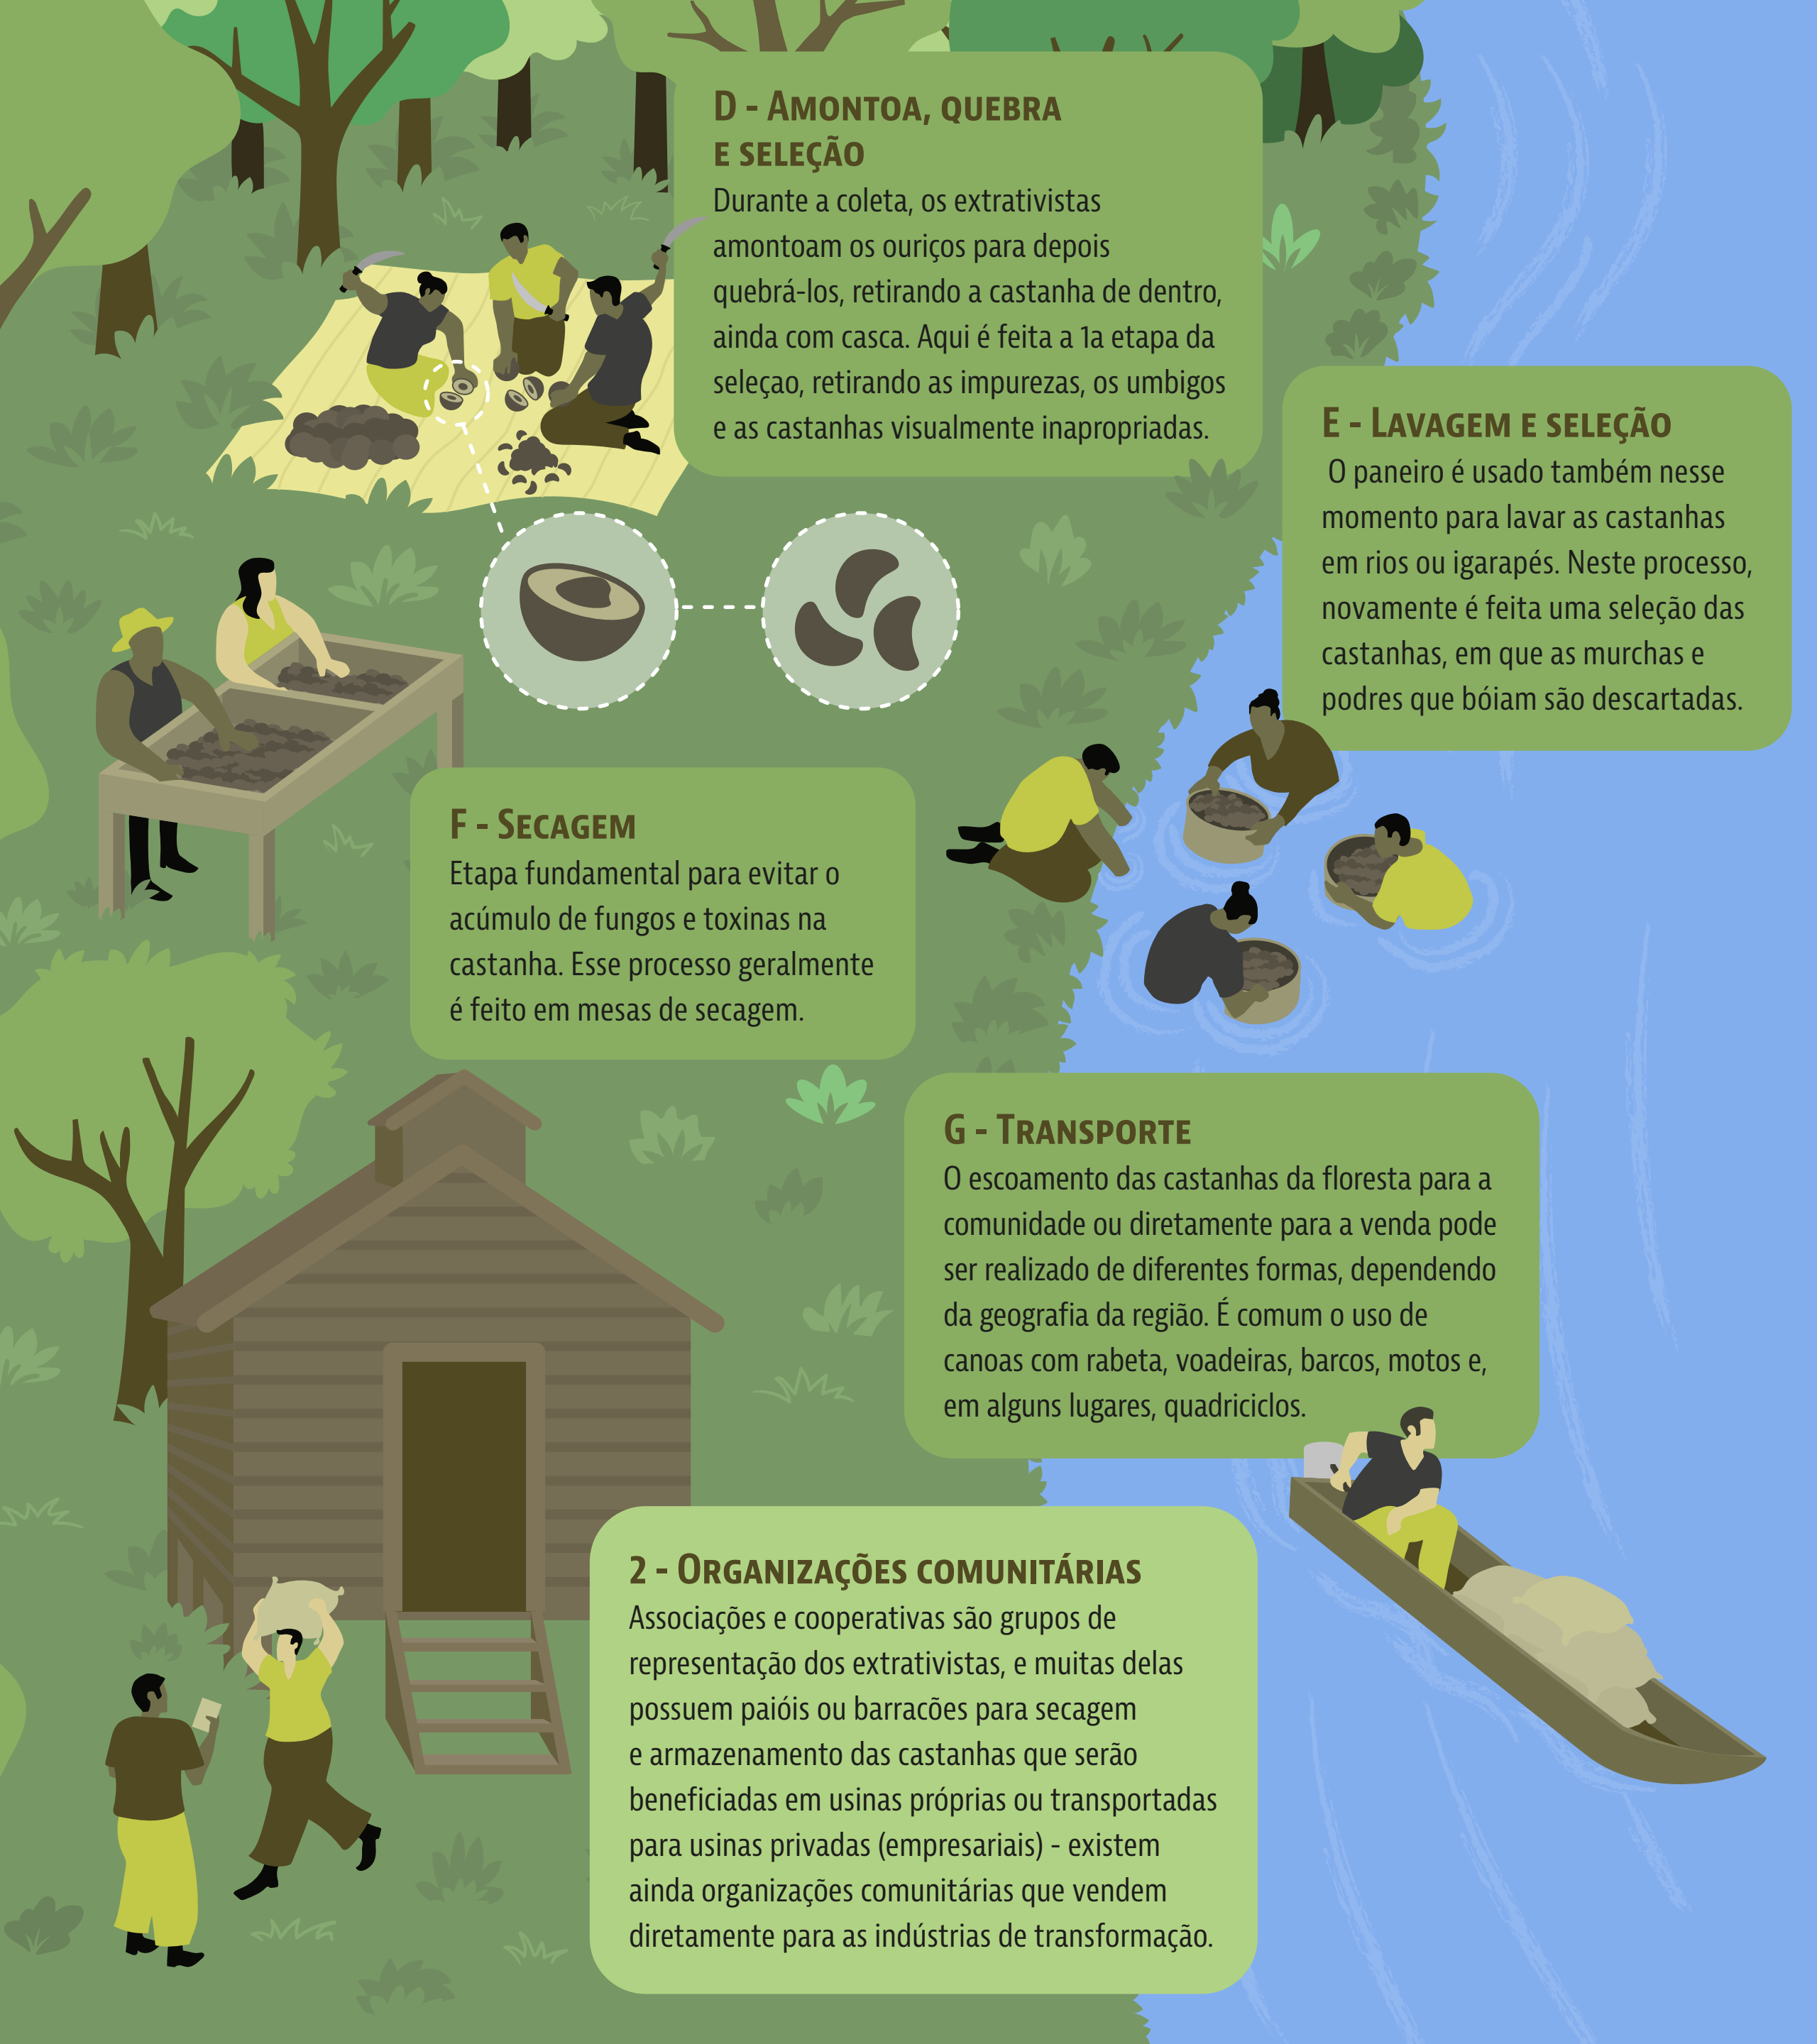 D - Amontoa, quebra
e seleção
Durante a coleta, os extrativistas
amontoam os ouriços para depois
quebrá-los, retirando a castanha de dentro,
ainda com casca. Aqui é feita a 1a etapa da
seleçao, retirando as impurezas, os umbigos
e as castanhas visualmente inapropriadas.
E - Lavagem e seleção
O paneiro é usado também nesse
momento para lavar as castanhas
em rios ou igarapés. Neste processo,
novamente é feita uma seleção das
castanhas, em que as murchas e
podres que bóiam são descartadas.
F - Secagem
Etapa fundamental para evitar o
acúmulo de fungos e toxinas na
castanha. Esse processo geralmente
é feito em mesas de secagem.
G - Transporte
O escoamento das castanhas da floresta para a
comunidade ou diretamente para a venda pode
ser realizado de diferentes formas, dependendo
da geografia da região. É comum o uso de
canoas com rabeta, voadeiras, barcos, motos e,
em alguns lugares, quadriciclos.
2 - Organizações comunitárias
Associações e cooperativas são grupos de
representação dos extrativistas, e muitas delas
possuem paióis ou barracões para secagem
e armazenamento das castanhas que serão
beneficiadas em usinas próprias ou transportadas
para usinas privadas (empresariais) - existem
ainda organizações comunitárias que vendem
diretamente para as indústrias de transformação.